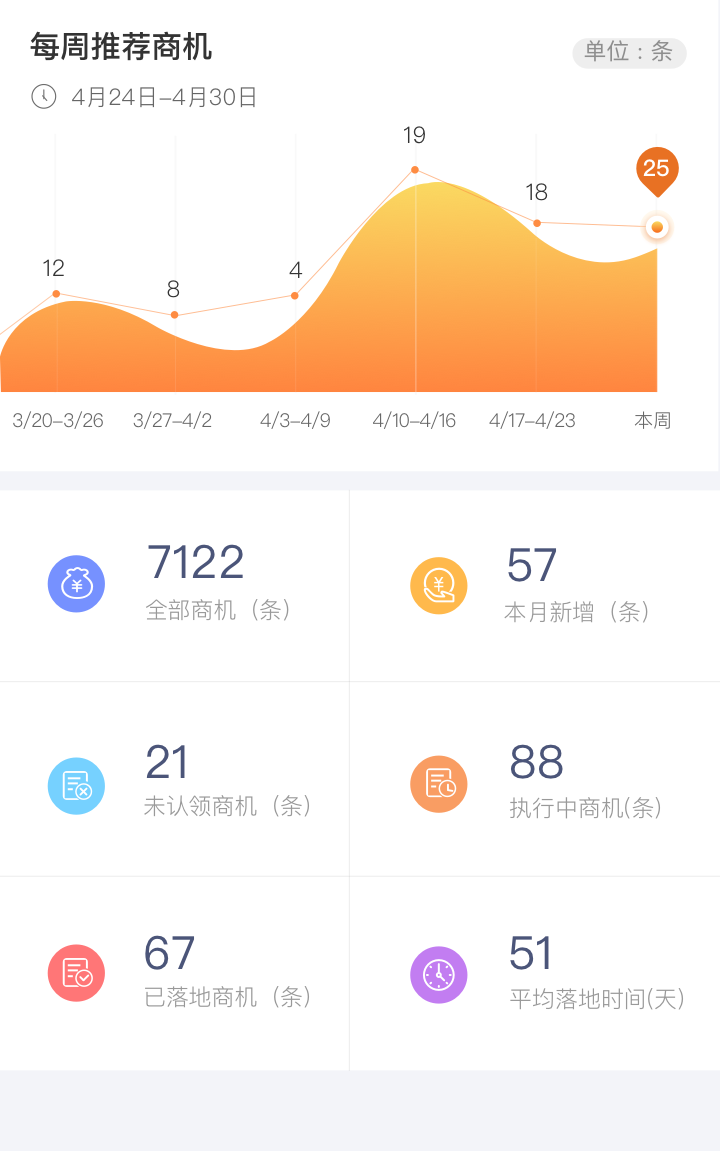 每周推荐商机
单位：条
4月24日–4月30日
19
25
18
12
8
4
3/20–3/26
3/27–4/2
4/3–4/9
4/10–4/16
4/17–4/23
本周
7122
全部商机（条）
57
本月新增（条）
21
未认领商机（条）
88
执行中商机(条)
67
已落地商机（条）
51
平均落地时间(天)